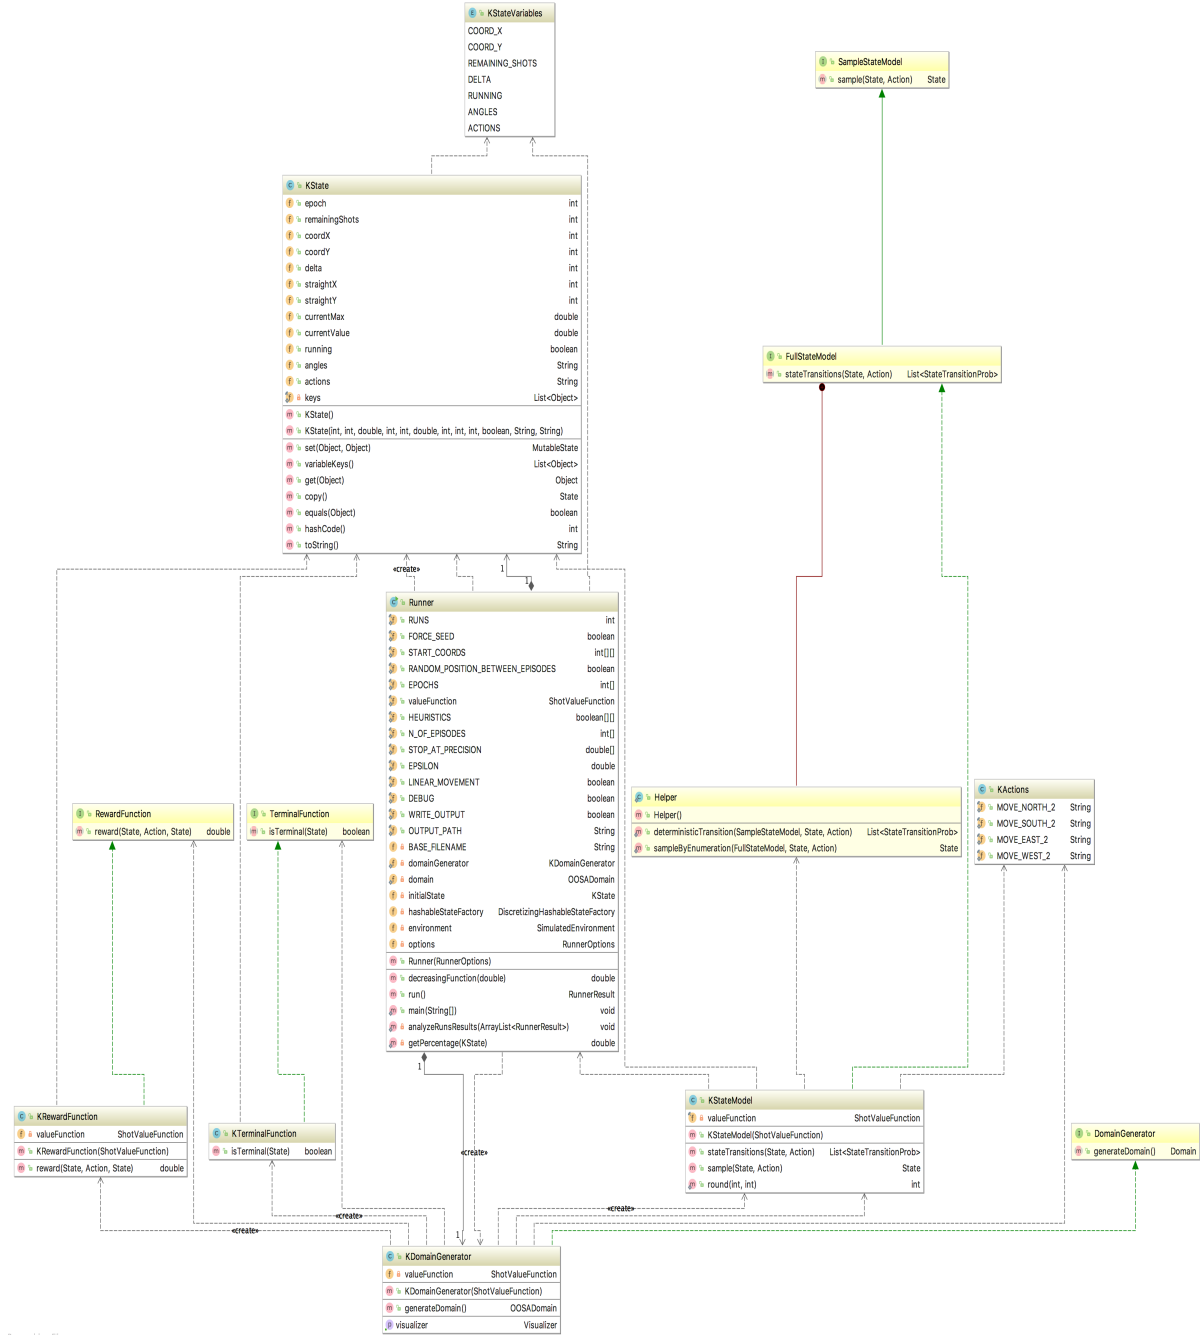 KStateVariables
COORD_X
COORD_Y
REMAINING_SHOTS
DELTA
RUNNING
ANGLES
ACTIONS
SampleStateModel
sample(State, Action) State
KState
epoch int
remainingShots int
coordX int
coordY int
delta int
straightX int
straightY int
currentMax double
currentValue double
running boolean
angles String
actions String
keys List<Object>
KState()
KState(int, int, double, int, int, double, int, int, int, boolean, String, String)
set(Object, Object) MutableState
variableKeys() List<Object>
get(Object) Object
copy() State
equals(Object) boolean
hashCode() int
toString() String
FullStateModel
stateTransitions(State, Action) List<StateTransitionProb>
«create»
1
1
Runner
RUNS int
FORCE_SEED boolean
START_COORDS int[][]
RANDOM_POSITION_BETWEEN_EPISODES boolean
EPOCHS int[]
valueFunction ShotValueFunction
HEURISTICS boolean[][]
N_OF_EPISODES int[]
STOP_AT_PRECISION double[]
EPSILON double
LINEAR_MOVEMENT boolean
DEBUG boolean
WRITE_OUTPUT boolean
OUTPUT_PATH String
BASE_FILENAME String
domainGenerator KDomainGenerator
domain OOSADomain
initialState KState
hashableStateFactory DiscretizingHashableStateFactory
environment SimulatedEnvironment
options RunnerOptions
Runner(RunnerOptions)
decreasingFunction(double) double
run() RunnerResult
main(String[]) void
analyzeRunsResults(ArrayList<RunnerResult>) void
getPercentage(KState) double
RewardFunction
reward(State, Action, State) double
TerminalFunction
isTerminal(State) boolean
Helper
Helper()
deterministicTransition(SampleStateModel, State, Action) List<StateTransitionProb>
sampleByEnumeration(FullStateModel, State, Action) State
KActions
MOVE_NORTH_2 String
MOVE_SOUTH_2 String
MOVE_EAST_2 String
MOVE_WEST_2 String
1
KRewardFunction
valueFunction ShotValueFunction
KRewardFunction(ShotValueFunction)
reward(State, Action, State) double
KTerminalFunction
isTerminal(State) boolean
«create»
KStateModel
valueFunction ShotValueFunction
KStateModel(ShotValueFunction)
stateTransitions(State, Action) List<StateTransitionProb>
sample(State, Action) State
round(int, int) int
DomainGenerator
generateDomain() Domain
«create»
«create»
«create»
1
KDomainGenerator
valueFunction ShotValueFunction
KDomainGenerator(ShotValueFunction)
generateDomain() OOSADomain
visualizer Visualizer